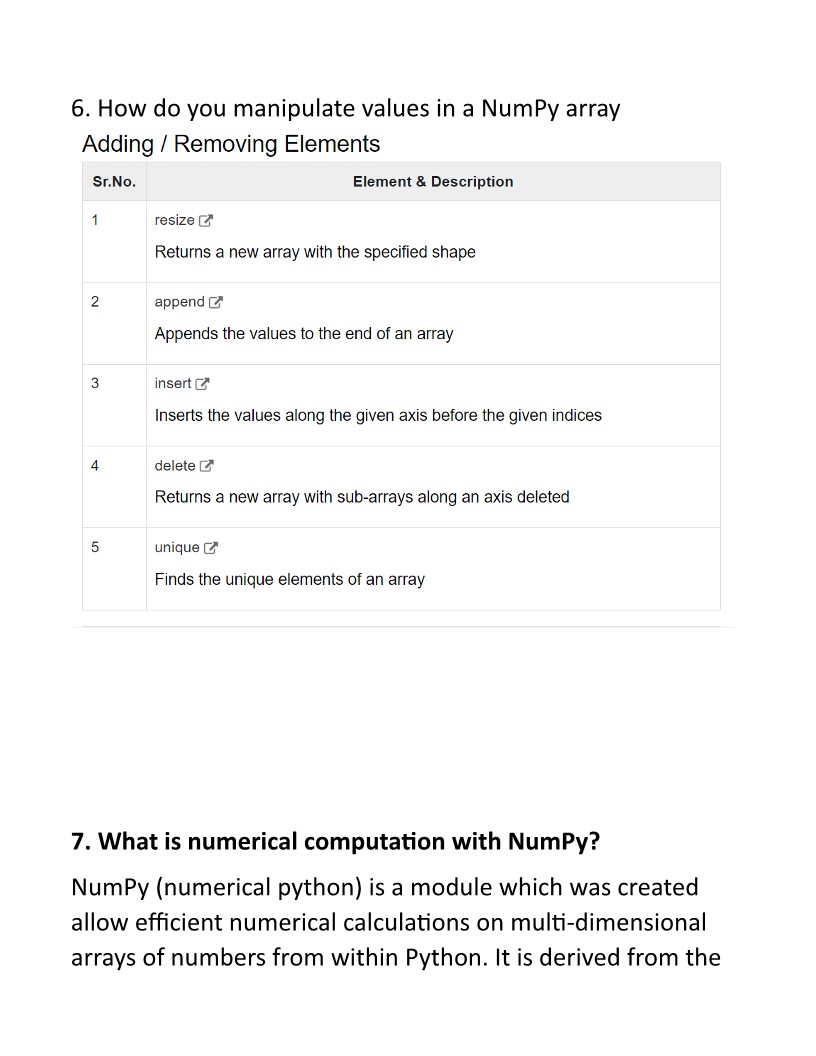 6. How do you manipulate values in a NumPy array
Adding / Removing Elements
Sr.No. Element & Description
1 resize
Returns a new array with the specified shape
2 append
Appends the values to the end of an array
3 insert
Inserts the values along the given axis before the given indices
4 delete
Returns a new array with sub-arrays along an axis deleted
5 unique
Finds the unique elements of an array
7. What is numerical computation with NumPy?
NumPy (numerical python) is a module which was created
allow efficient numerical calculations on multi-dimensional
arrays of numbers from within Python. It is derived from the